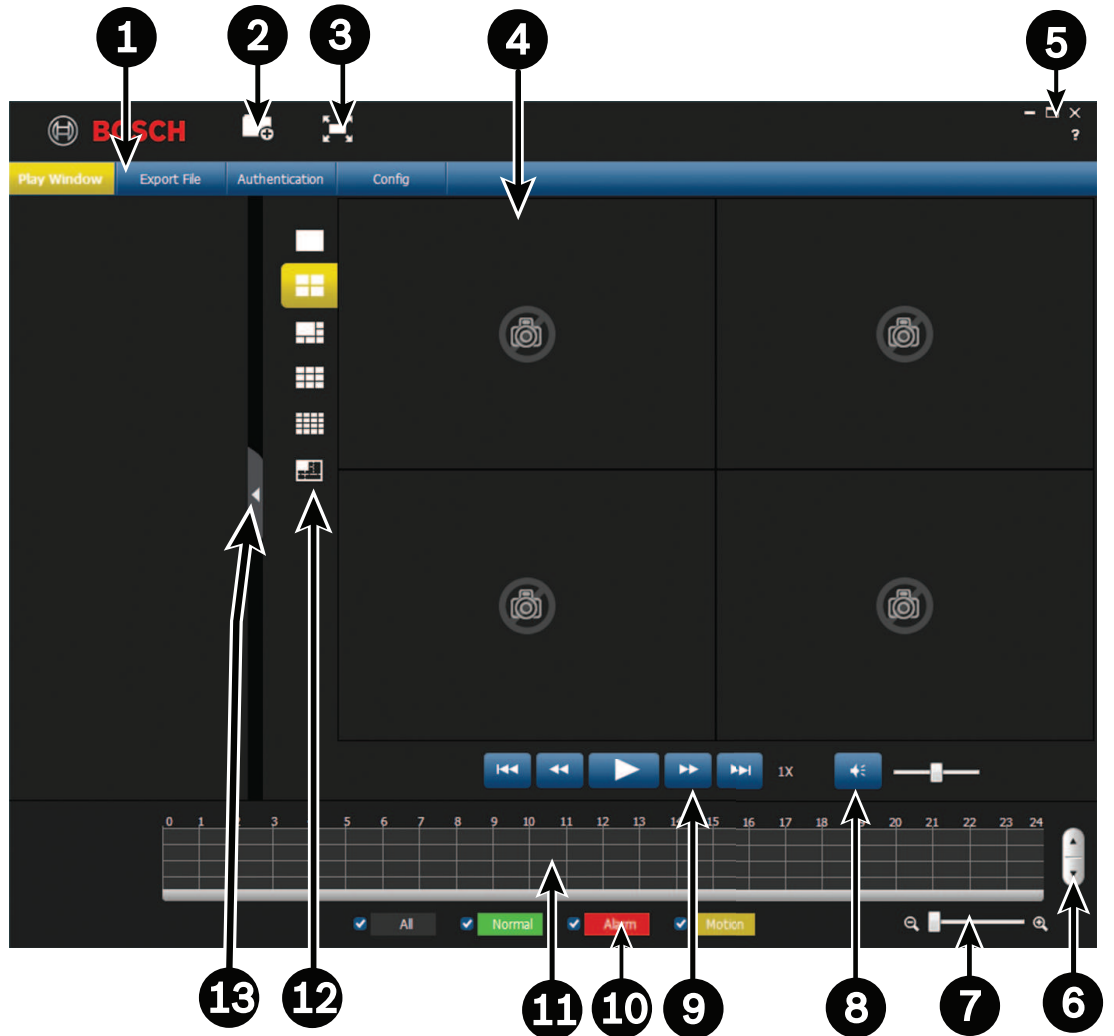 1 2 3 4 5
BOSCH
?
Play Window Export File Authentication Config
1X
0 1 2 3 5 6 7 8 9 10 11 12 13 14 15 16 17 18 19 20 21 22 23 24
All Normal Alarm Motion
13 12 11 10 9 8 7 6